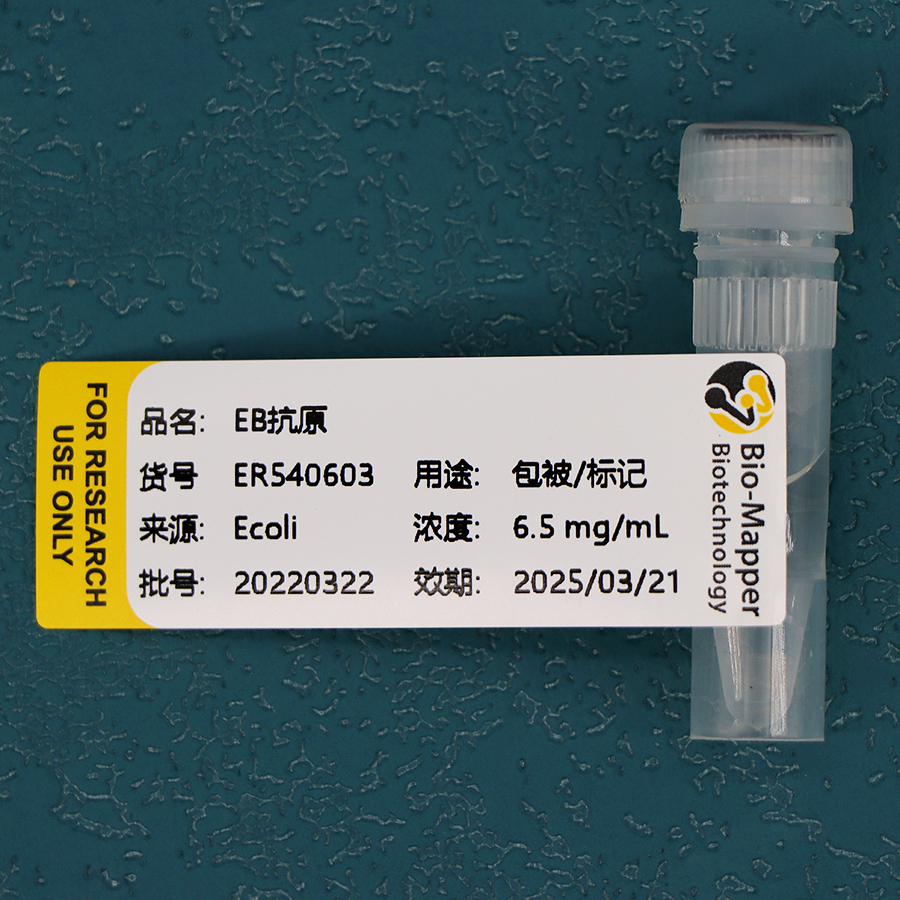 FOR RESEARCH
USE ONLY
品名: EB抗原
货号 ER540603 用途: 包被/标记
来源: Ecoli 浓度: 6.5 mg/mL
批号: 20220322 效期: 2025/03/21
Bio-Mapper
Biotechnology